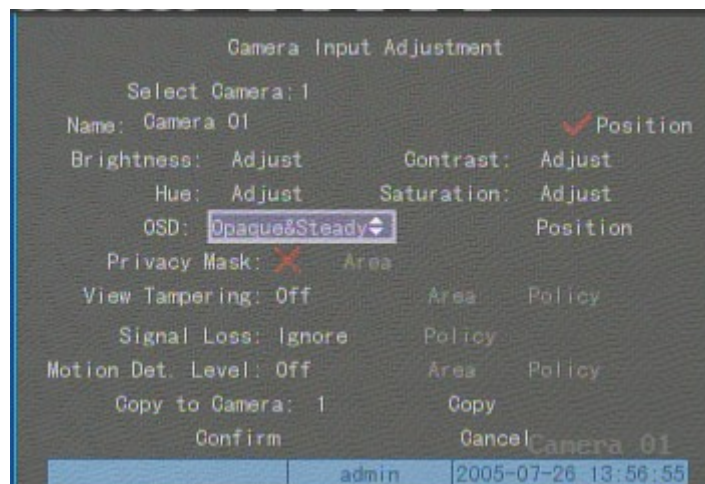 Camera Input Adjustment
Select Camera: 1
Name: Camera 01 Position
Brightness: Adjust Contrast: Adjust
Hue: Adjust Saturation: Adjust
OSD: Opaque&Steady Position
Privacy Mask: Area
View Tampering: Off Area Policy
Signal Loss: Ignore Policy
Motion Det. Level: Off Area Policy
Copy to Camera: 1 Copy
Confirm Cancel
Camera 01
admin 2005-07-26 13:56:55